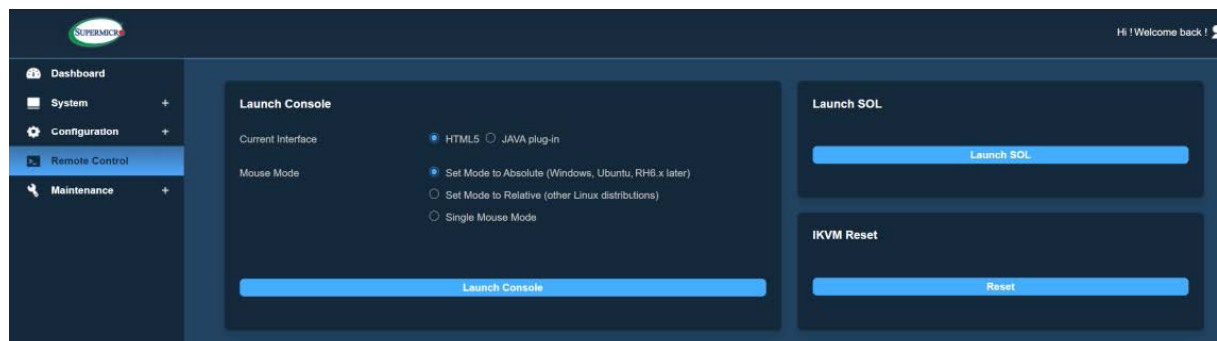 SUPERMICR
Hi ! Welcome back !
Dashboard
System +
Configuration +
Remote Control
Maintenance +
Launch Console
Current Interface
HTML5 JAVA plug-in
Mouse Mode
Set Mode to Absolute (Windows, Ubuntu, RH6.x later)
Set Mode to Relative (other Linux distributions)
Single Mouse Mode
Launch Console
Launch SOL
Launch SOL
IKVM Reset
Reset